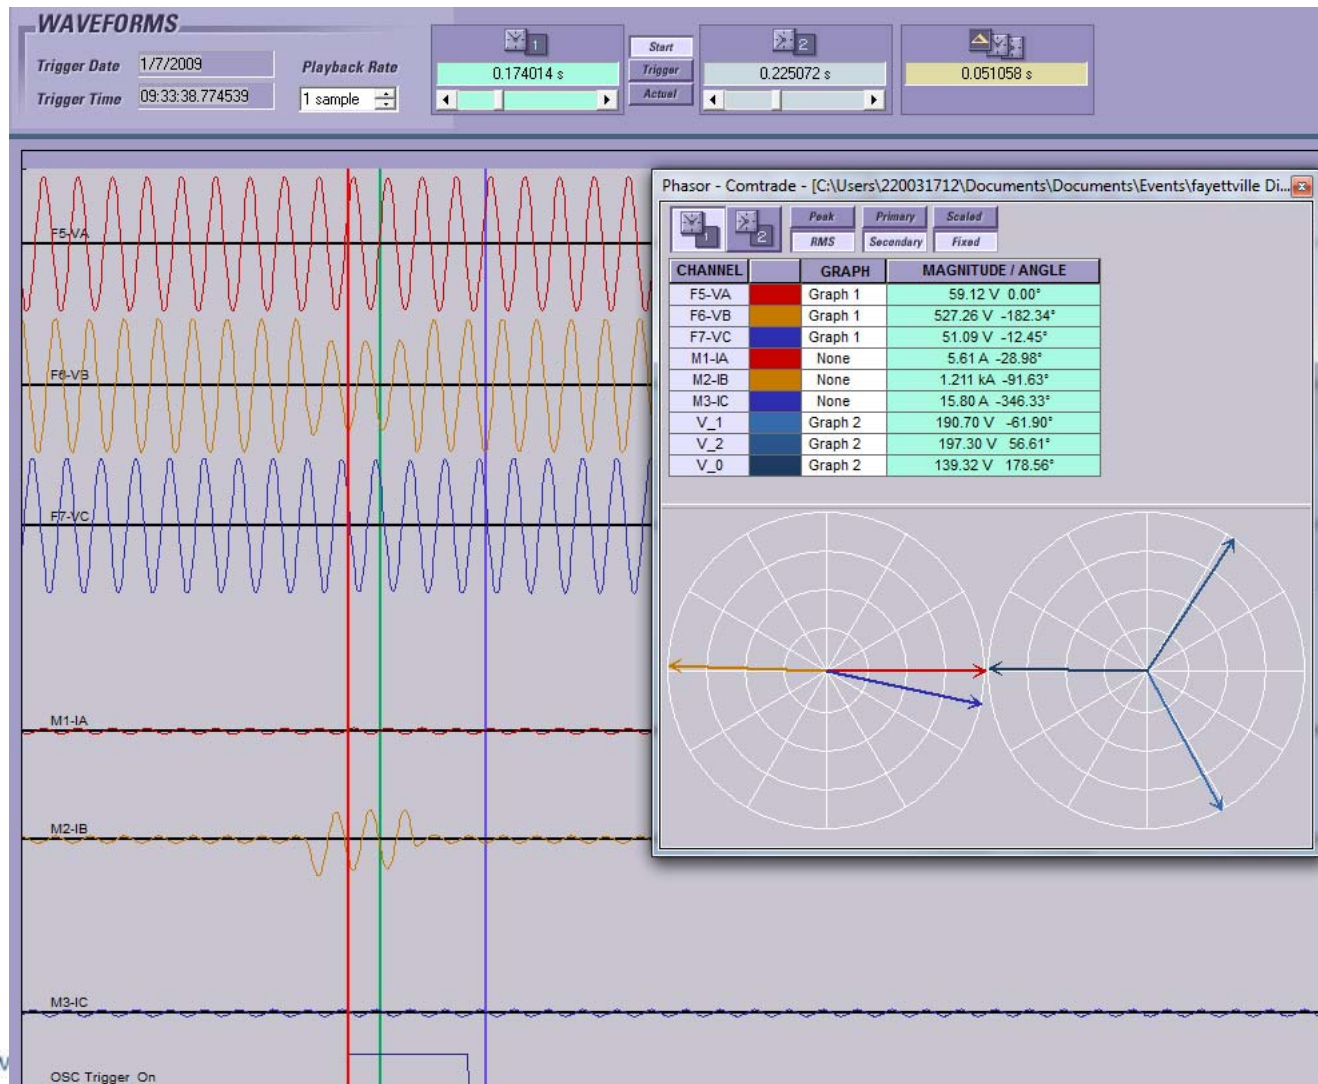 WAVEFORMS
Trigger Date 1/7/2009
Trigger Time 09:33:38.774539
Playback Rate
1 sample
1
0.174014 s
Start
Trigger
Actual
2
0.225072 s
0.051058 s
Phasor - Comtrade - [C:\Users\220031712\Documents\Documents\Events\fayettville Di...
1 2 Peak Primary Scaled
RMS Secondary Fixed
CHANNEL GRAPH MAGNITUDE / ANGLE
F5-VA Graph 1 59.12 V 0.00°
F6-VB Graph 1 527.26 V -182.34°
F7-VC Graph 1 51.09 V -12.45°
M1-IA None 5.61 A -28.98°
M2-IB None 1.211 kA -91.63°
M3-IC None 15.80 A -346.33°
V_1 Graph 2 190.70 V -61.90°
V_2 Graph 2 197.30 V 56.61°
V_0 Graph 2 139.32 V 178.56°
F5-VA
F6-VB
F7-VC
M1-IA
M2-IB
M3-IC
OSC Trigger On